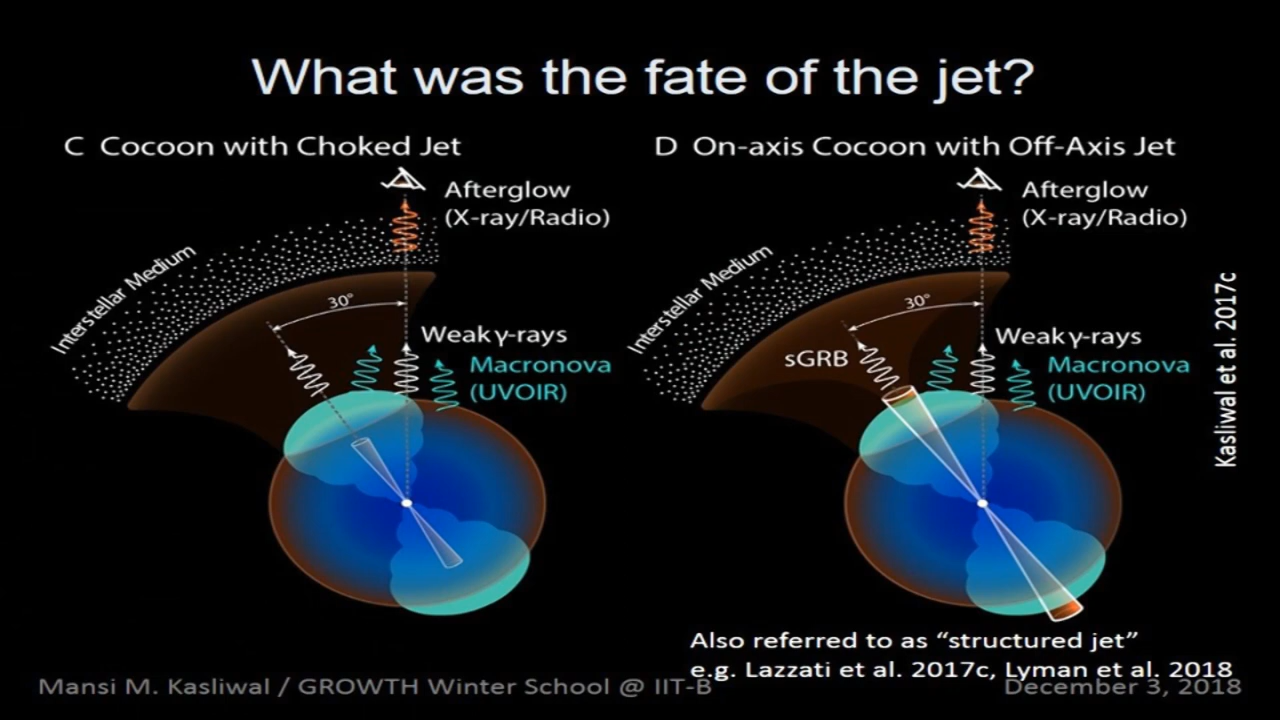 What was the fate of the jet?
C Cocoon with Choked Jet
Afterglow
(X-ray/Radio)
Interstellar Medium
30°
Weak γ-rays
Macronova
(UVOIR)
D On-axis Cocoon with Off-Axis Jet
Afterglow
(X-ray/Radio)
Interstellar Medium
30°
sGRB
Weak γ-rays
Macronova
(UVOIR)
Kasliwal et al. 2017c
Also referred to as “structured jet”
e.g. Lazzati et al. 2017c, Lyman et al. 2018
Mansi M. Kasliwal / GROWTH Winter School @ IIT-B
December 3, 2018